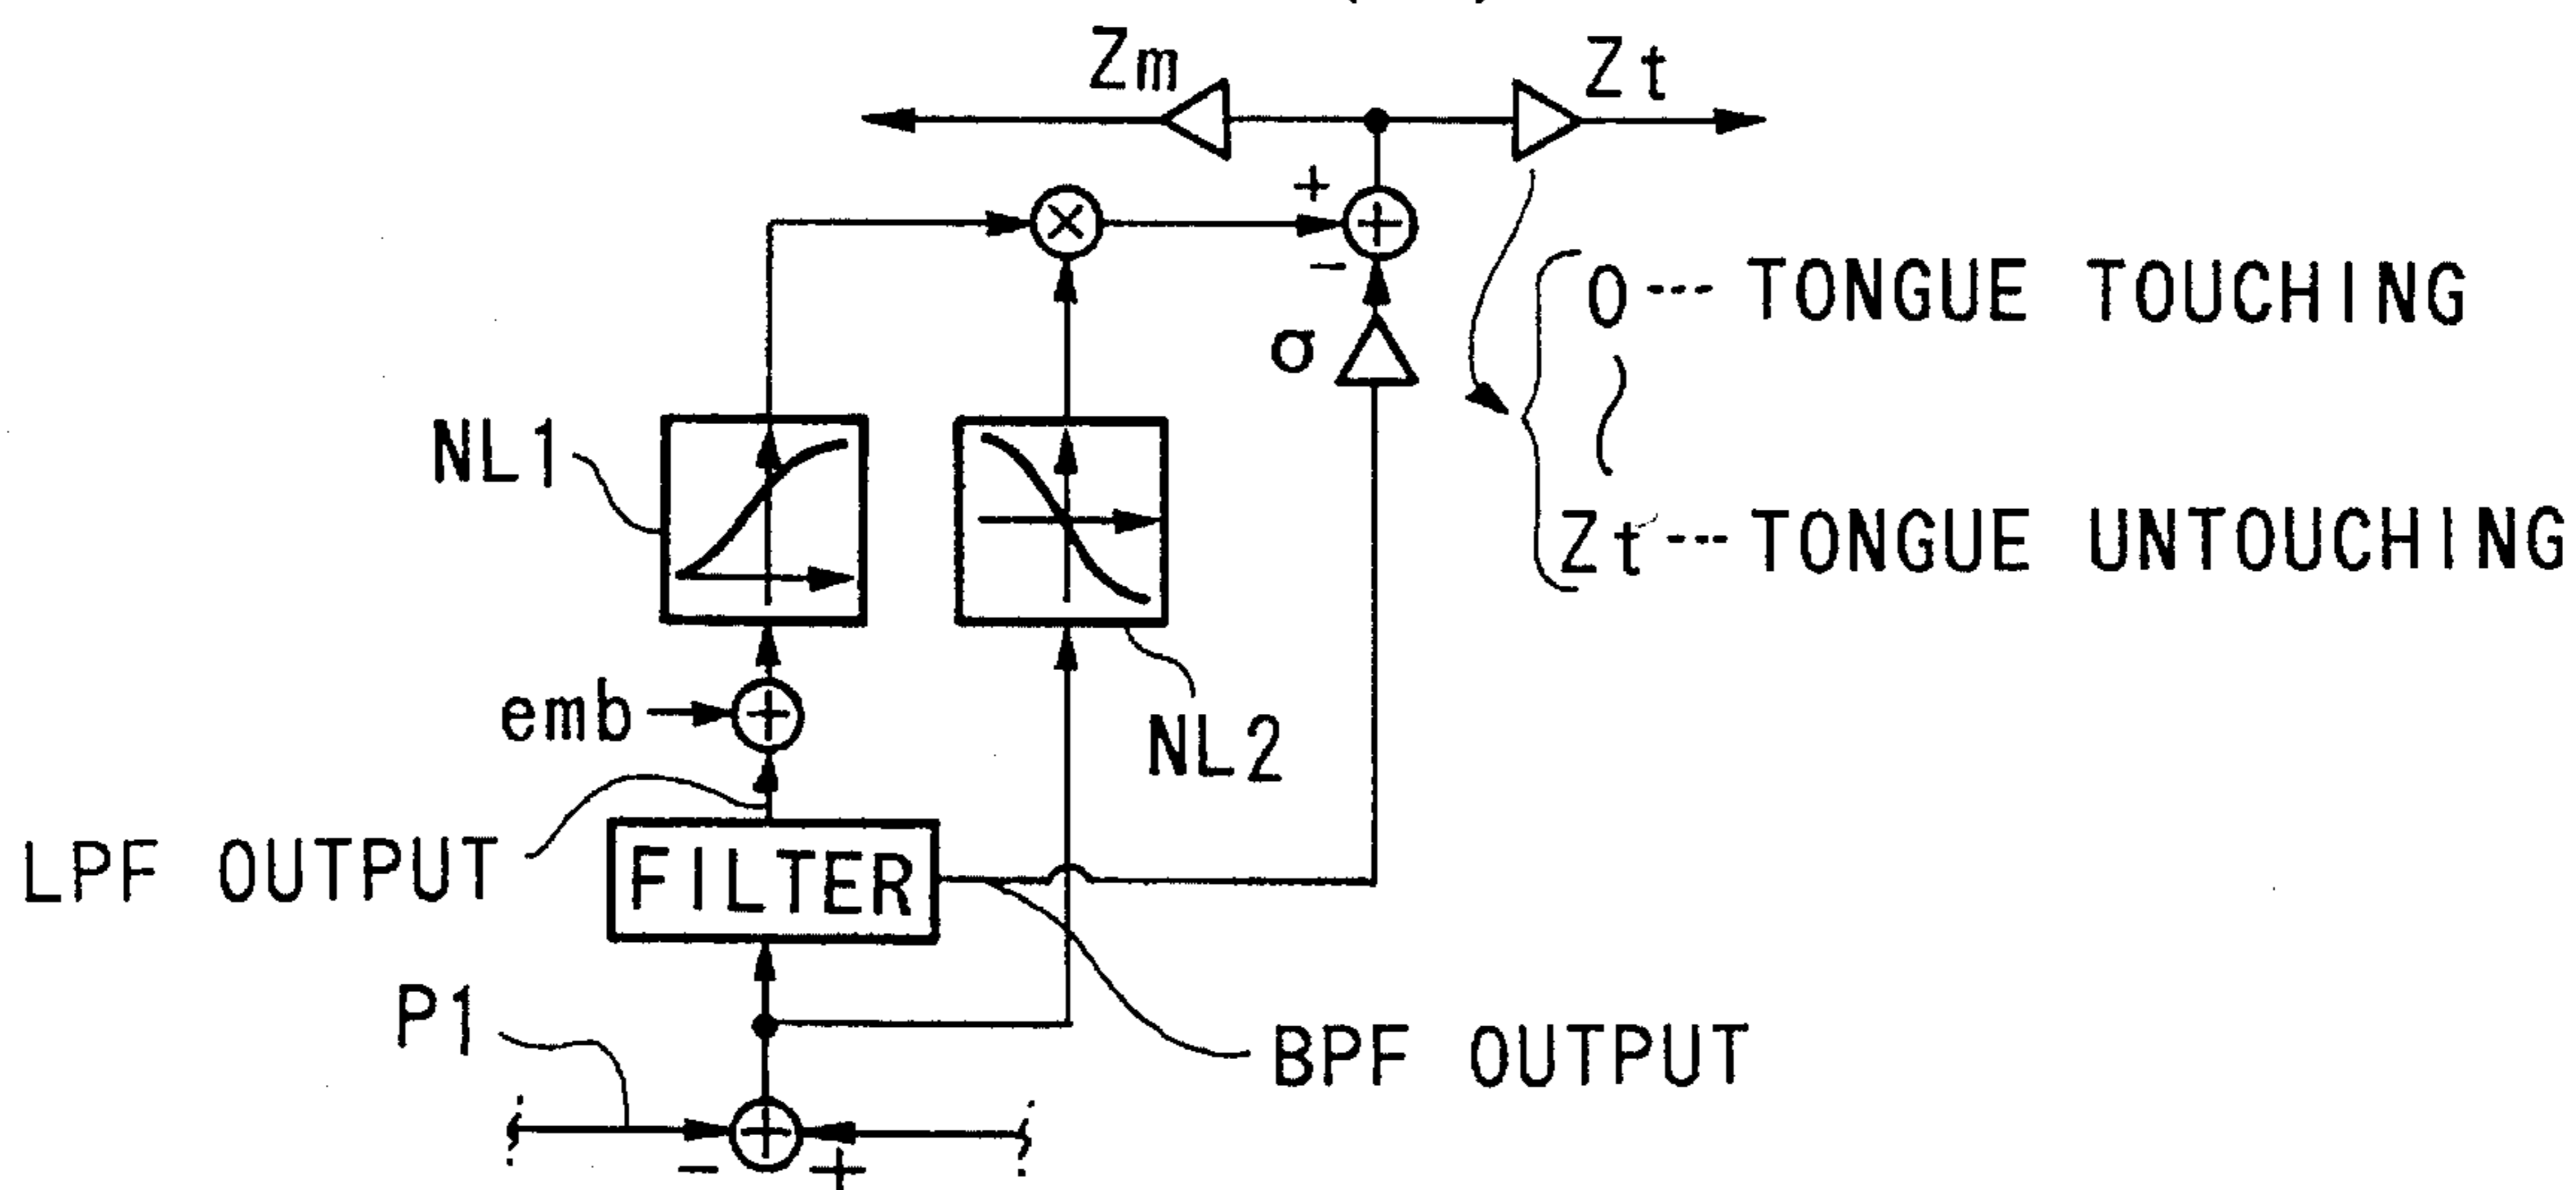 Zm
Zt
+
-
0 --- TONGUE TOUCHING
σ
NL1
Zt --- TONGUE UNTOUCHING
emb
NL2
LPF OUTPUT
FILTER
P1
BPF OUTPUT
- +